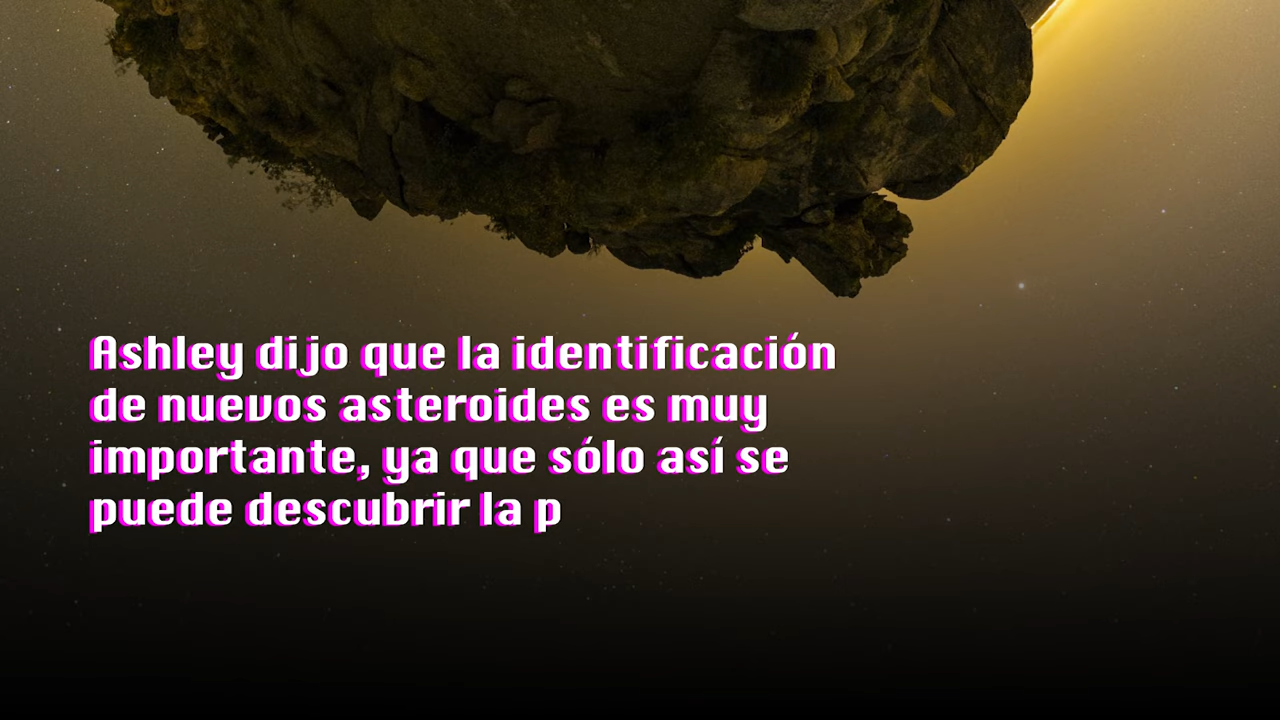 Ashley dijo que la identificación
de nuevos asteroides es muy
importante, ya que sólo así se
puede descubrir la p